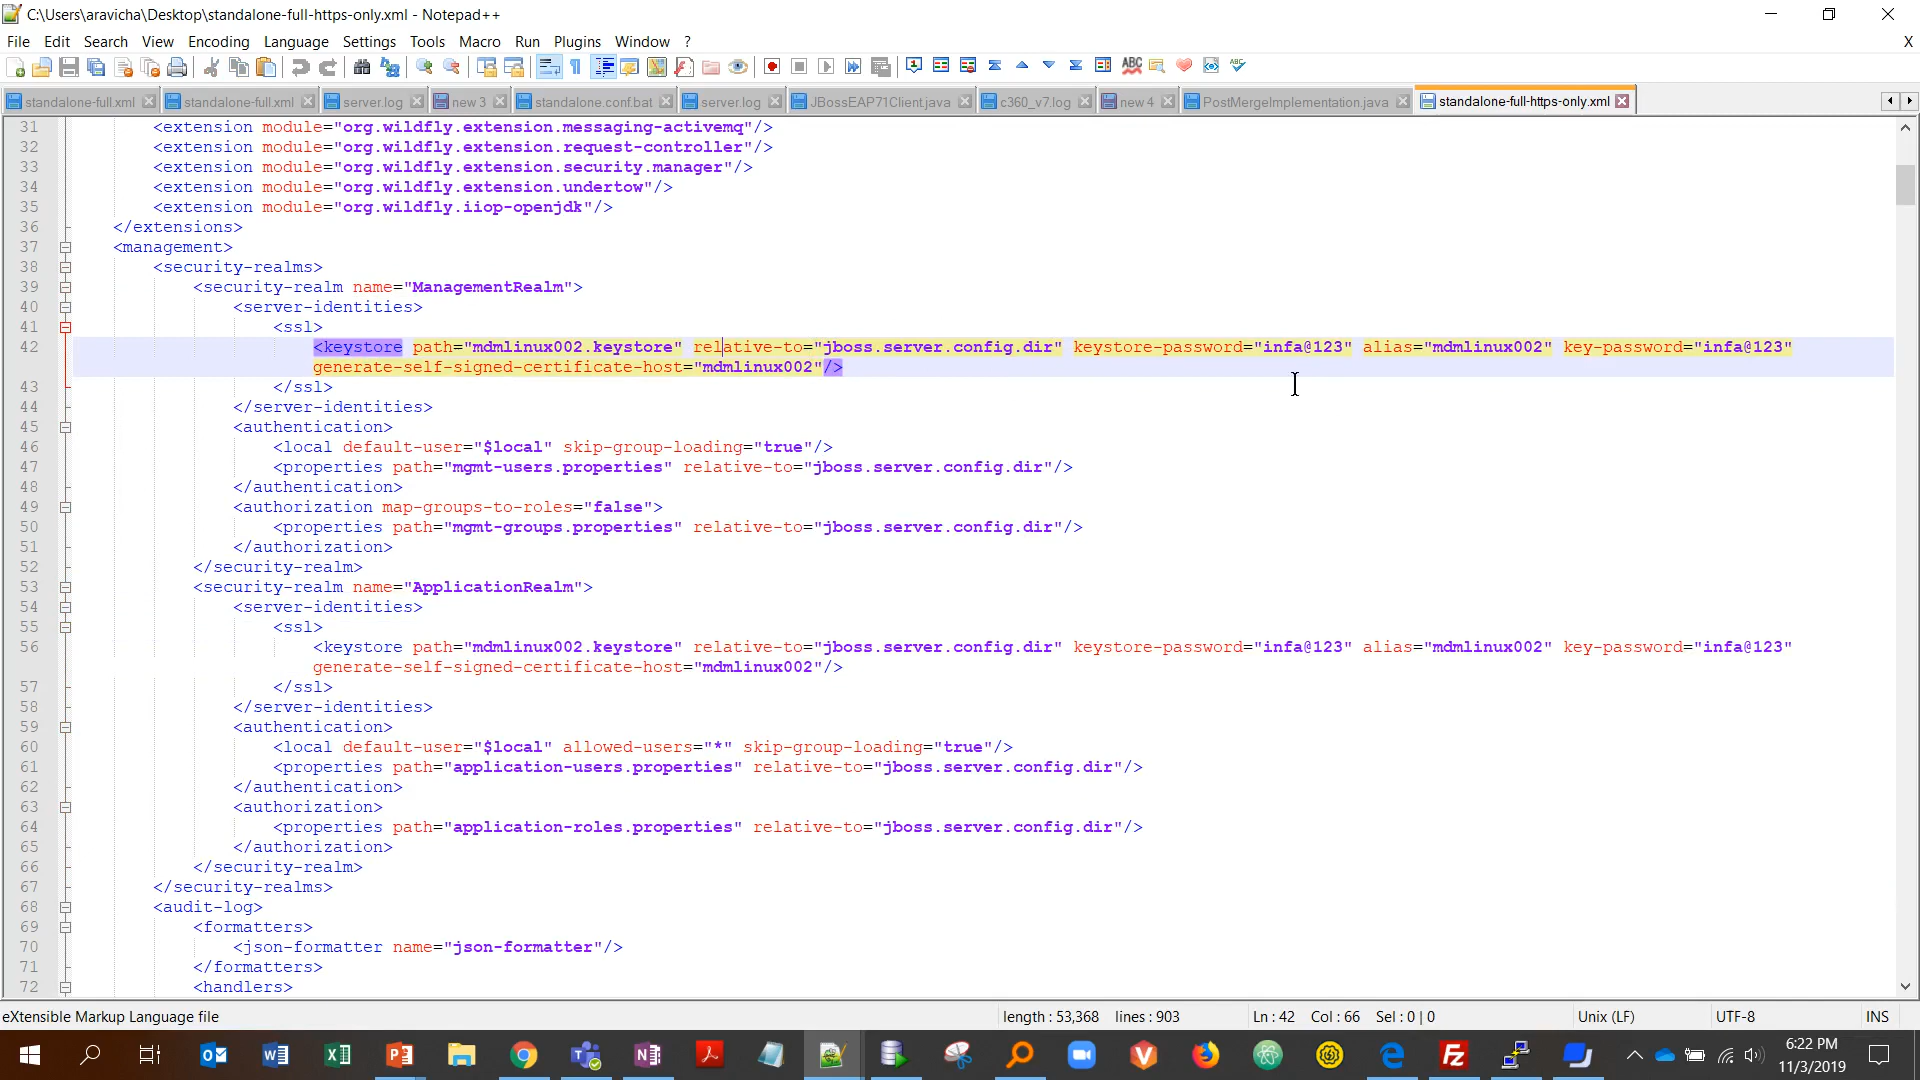 C:\Users\aravicha\Desktop\standalone-full-https-only.xml - Notepad++
File Edit Search View Encoding Language Settings Tools Macro Run Plugins Window ? X
standalone-full.xml standalone-full.xml server.log new 3 standalone.conf.bat server.log JBossEAP71Client.java c360_v7.log new 4 PostMergeImplementation.java standalone-full-https-only.xml
31 <extension module="org.wildfly.extension.messaging-activemq"/>
32 <extension module="org.wildfly.extension.request-controller"/>
33 <extension module="org.wildfly.extension.security.manager"/>
34 <extension module="org.wildfly.extension.undertow"/>
35 <extension module="org.wildfly.iiop-openjdk"/>
36 </extensions>
37 <management>
38 <security-realms>
39 <security-realm name="ManagementRealm">
40 <server-identities>
41 <ssl>
42 <keystore path="mdmlinux002.keystore" relative-to="jboss.server.config.dir" keystore-password="infa@123" alias="mdmlinux002" key-password="infa@123"
generate-self-signed-certificate-host="mdmlinux002"/>
43 </ssl>
44 </server-identities>
45 <authentication>
46 <local default-user="$local" skip-group-loading="true"/>
47 <properties path="mgmt-users.properties" relative-to="jboss.server.config.dir"/>
48 </authentication>
49 <authorization map-groups-to-roles="false">
50 <properties path="mgmt-groups.properties" relative-to="jboss.server.config.dir"/>
51 </authorization>
52 </security-realm>
53 <security-realm name="ApplicationRealm">
54 <server-identities>
55 <ssl>
56 <keystore path="mdmlinux002.keystore" relative-to="jboss.server.config.dir" keystore-password="infa@123" alias="mdmlinux002" key-password="infa@123"
generate-self-signed-certificate-host="mdmlinux002"/>
57 </ssl>
58 </server-identities>
59 <authentication>
60 <local default-user="$local" allowed-users="*" skip-group-loading="true"/>
61 <properties path="application-users.properties" relative-to="jboss.server.config.dir"/>
62 </authentication>
63 <authorization>
64 <properties path="application-roles.properties" relative-to="jboss.server.config.dir"/>
65 </authorization>
66 </security-realm>
67 </security-realms>
68 <audit-log>
69 <formatters>
70 <json-formatter name="json-formatter"/>
71 </formatters>
72 <handlers>
eXtensible Markup Language file length : 53,368 lines : 903 Ln : 42 Col : 66 Sel : 0 | 0 Unix (LF) UTF-8 INS
6:22 PM
11/3/2019